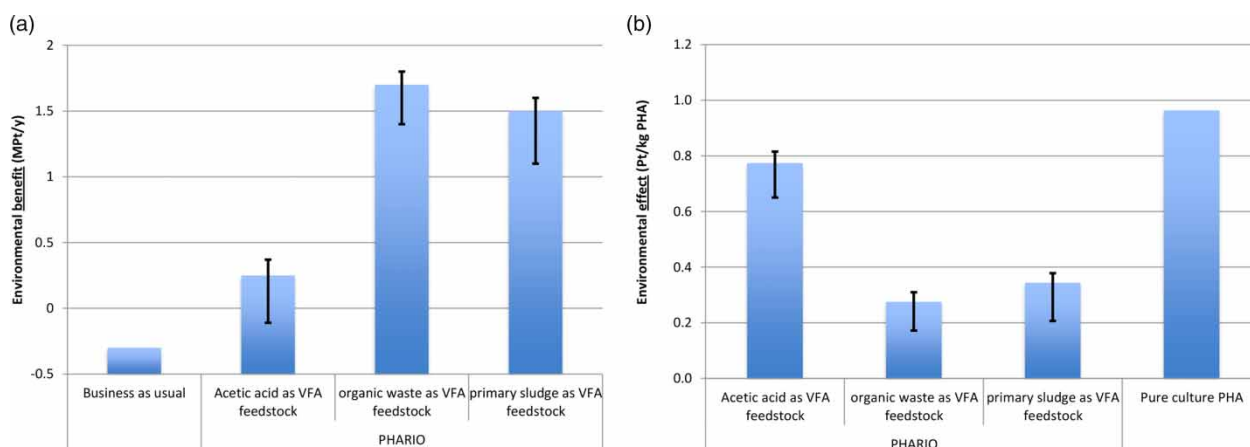 (a)
Environmental benefit (MPt/y)
2
1.5
1
0.5
0
-0.5
Business as usual
Acetic acid as VFA
feedstock
organic waste as VFA
feedstock
primary sludge as VFA
feedstock
PHARIO
(b)
Environmental effect (Pt/kg PHA)
1.2
1.0
0.8
0.6
0.4
0.2
0.0
Acetic acid as VFA
feedstock
organic waste as VFA
feedstock
primary sludge as VFA
feedstock
Pure culture PHA
PHARIO